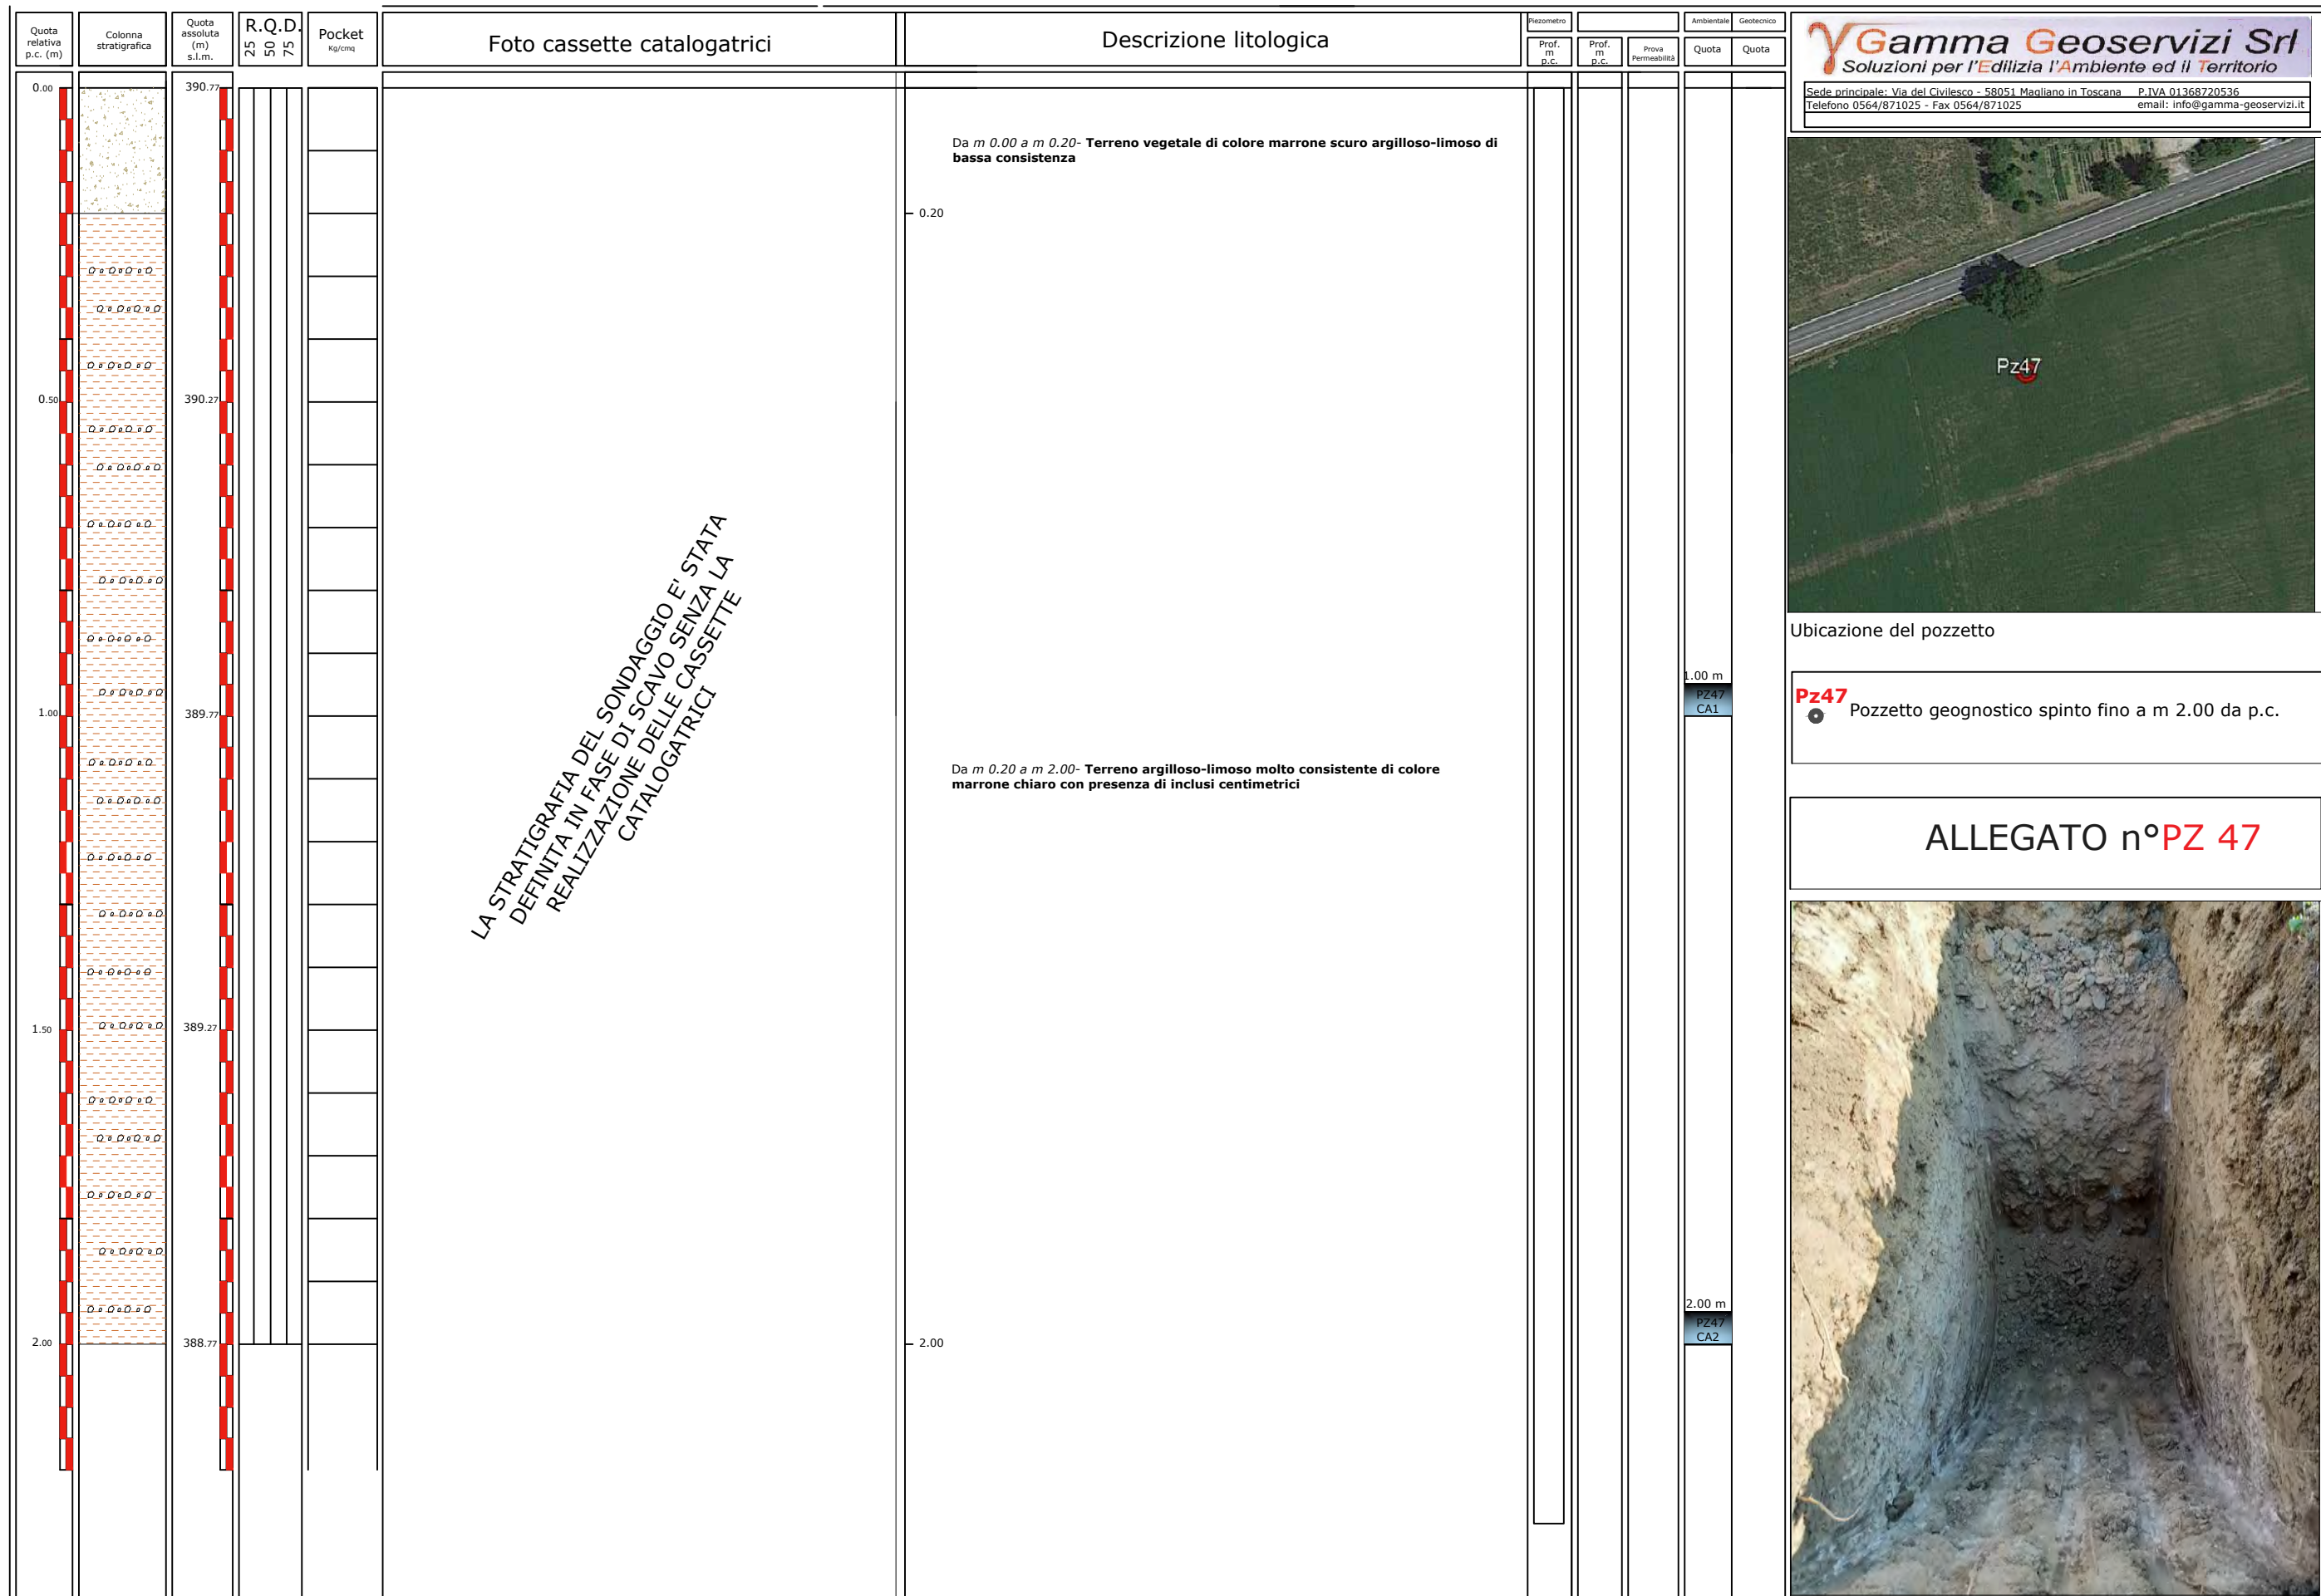 Quota
relativa
p.c. (m)
Colonna
stratigrafica
Quota
assoluta
(m)
s.l.m.
R.Q.D.
25
50
75
Pocket
Kg/cmq
Foto cassette catalogatrici
Descrizione litologica
Piezometro
Prof.
m
p.c.
Prof.
m
p.c.
Prova
Permeabilità
Ambientale
Quota
Geotecnico
Quota
γ Gamma Geoservizi Srl
Soluzioni per l'Edilizia l'Ambiente ed il Territorio
Sede principale: Via del Civilesco - 58051 Magliano in Toscana P.IVA 01368720536
Telefono 0564/871025 - Fax 0564/871025 email: info@gamma-geoservizi.it
0.00
390.77
Da m 0.00 a m 0.20- Terreno vegetale di colore marrone scuro argilloso-limoso di
bassa consistenza
0.20
0.50
390.27
Pz47
LA STRATIGRAFIA DEL SONDAGGIO E' STATA
DEFINITA IN FASE DI SCAVO SENZA LA
REALIZZAZIONE DELLE CASSETTE
CATALOGATRICI
Ubicazione del pozzetto
1.00
389.77
1.00 m
PZ47
CA1
Pz47
Pozzetto geognostico spinto fino a m 2.00 da p.c.
Da m 0.20 a m 2.00- Terreno argilloso-limoso molto consistente di colore
marrone chiaro con presenza di inclusi centimetrici
ALLEGATO n°PZ 47
1.50
389.27
2.00
388.77
2.00
2.00 m
PZ47
CA2